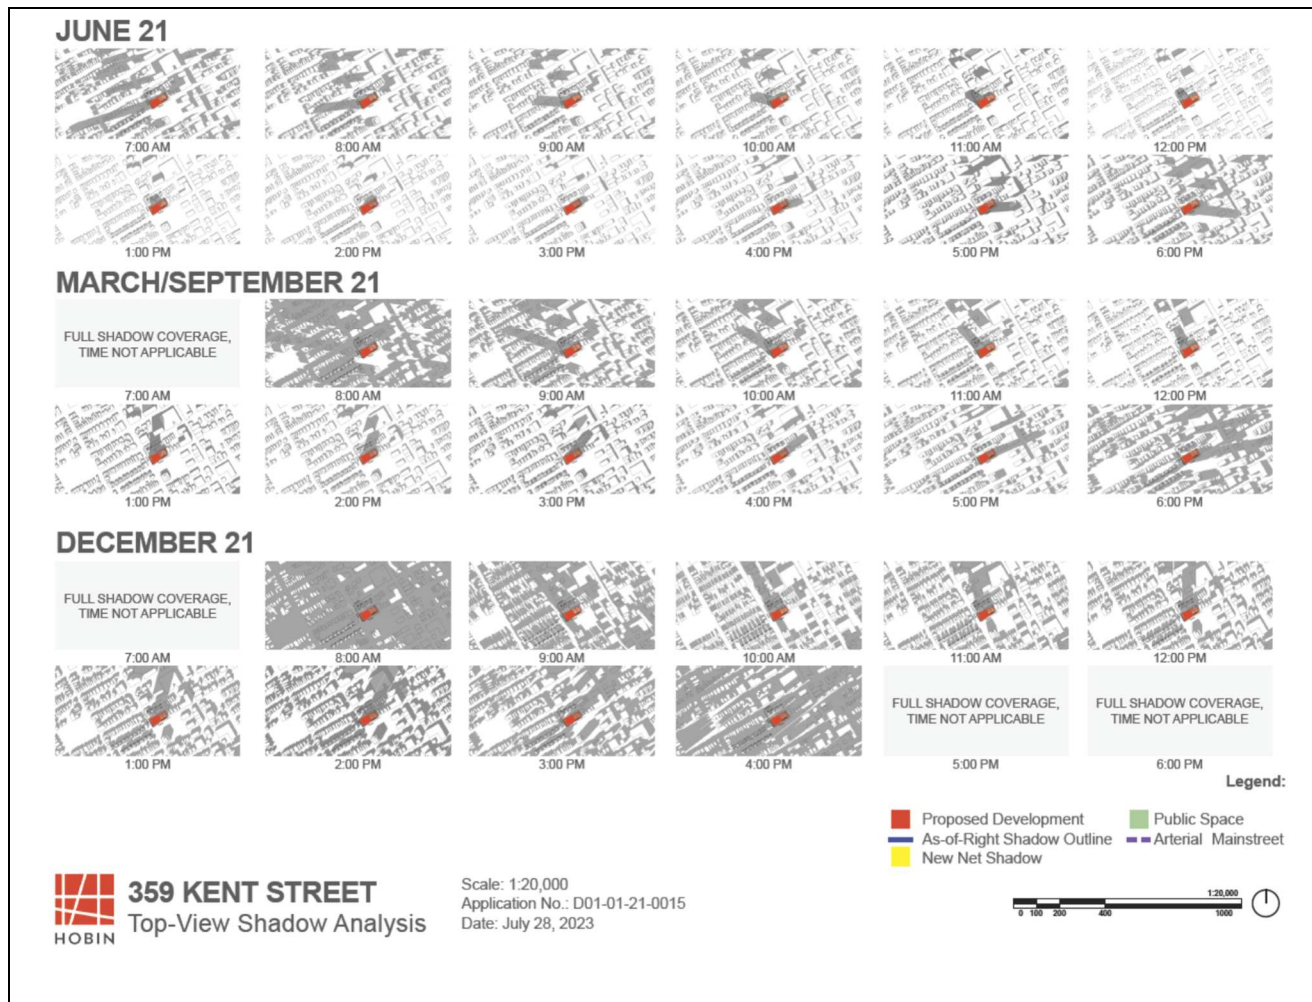 JUNE 21
7:00 AM
8:00 AM
9:00 AM
10:00 AM
11:00 AM
12:00 PM
1:00 PM
2:00 PM
3:00 PM
4:00 PM
5:00 PM
6:00 PM
MARCH/SEPTEMBER 21
FULL SHADOW COVERAGE,
TIME NOT APPLICABLE
7:00 AM
8:00 AM
9:00 AM
10:00 AM
11:00 AM
12:00 PM
1:00 PM
2:00 PM
3:00 PM
4:00 PM
5:00 PM
6:00 PM
DECEMBER 21
FULL SHADOW COVERAGE,
TIME NOT APPLICABLE
7:00 AM
8:00 AM
9:00 AM
10:00 AM
11:00 AM
12:00 PM
1:00 PM
2:00 PM
3:00 PM
4:00 PM
FULL SHADOW COVERAGE,
TIME NOT APPLICABLE
5:00 PM
FULL SHADOW COVERAGE,
TIME NOT APPLICABLE
6:00 PM
Legend:
Proposed Development
As-of-Right Shadow Outline
New Net Shadow
Public Space
Arterial Mainstreet
HOBIN
359 KENT STREET
Top-View Shadow Analysis
Scale: 1:20,000
Application No.: D01-01-21-0015
Date: July 28, 2023
1:20,000
0 100 200 400 1000